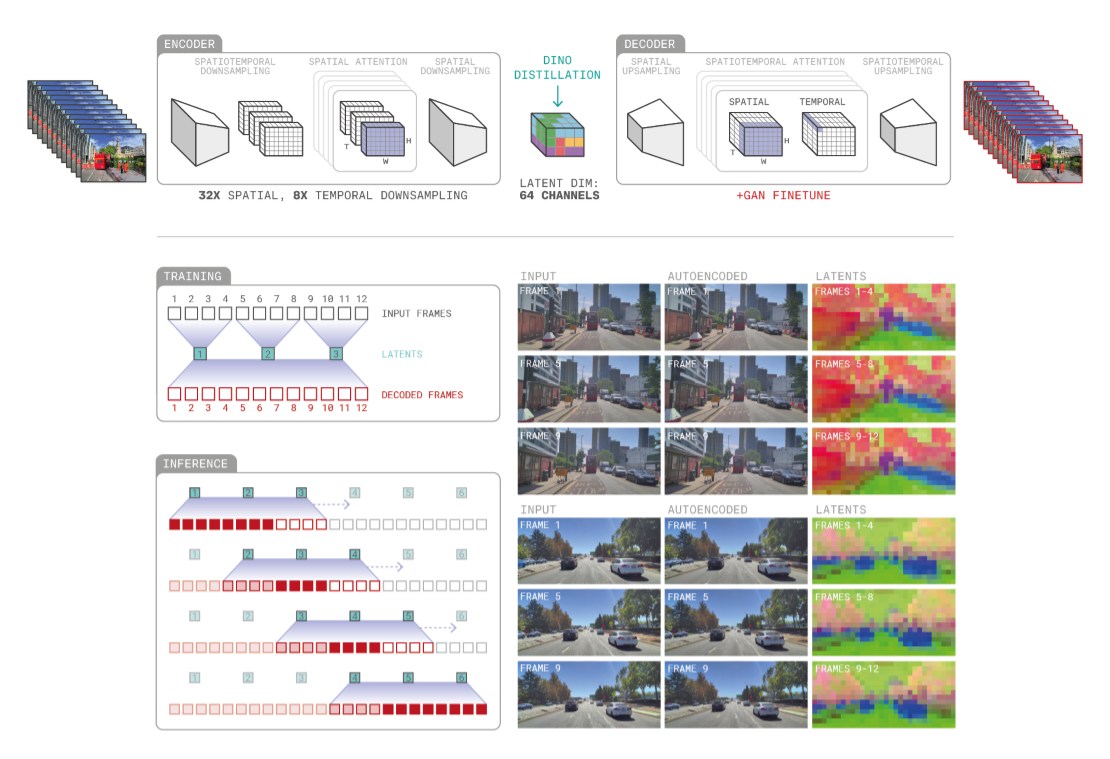 ENCODER
SPATIOTEMPORAL
DOWNSAMPLING
SPATIAL ATTENTION
SPATIAL
DOWNSAMPLING
T
W
H
32X SPATIAL, 8X TEMPORAL DOWNSAMPLING
DINO
DISTILLATION
LATENT DIM:
64 CHANNELS
DECODER
SPATIAL
UPSAMPLING
SPATIOTEMPORAL ATTENTION
SPATIOTEMPORAL
UPSAMPLING
SPATIAL
TEMPORAL
T
W
H
+GAN FINETUNE
TRAINING
1 2 3 4 5 6 7 8 9 10 11 12
INPUT FRAMES
1 2 3
LATENTS
DECODED FRAMES
1 2 3 4 5 6 7 8 9 10 11 12
INFERENCE
1 2 3 4 5 6
1 2 3 4 5 6
1 2 3 4 5 6
1 2 3 4 5 6
INPUT AUTOENCODED LATENTS
FRAME 1 FRAME 1 FRAMES 1-4
FRAME 5 FRAME 5 FRAMES 5-8
FRAME 9 FRAME 9 FRAMES 9-12
INPUT AUTOENCODED LATENTS
FRAME 1 FRAME 1 FRAMES 1-4
FRAME 5 FRAME 5 FRAMES 5-8
FRAME 9 FRAME 9 FRAMES 9-12